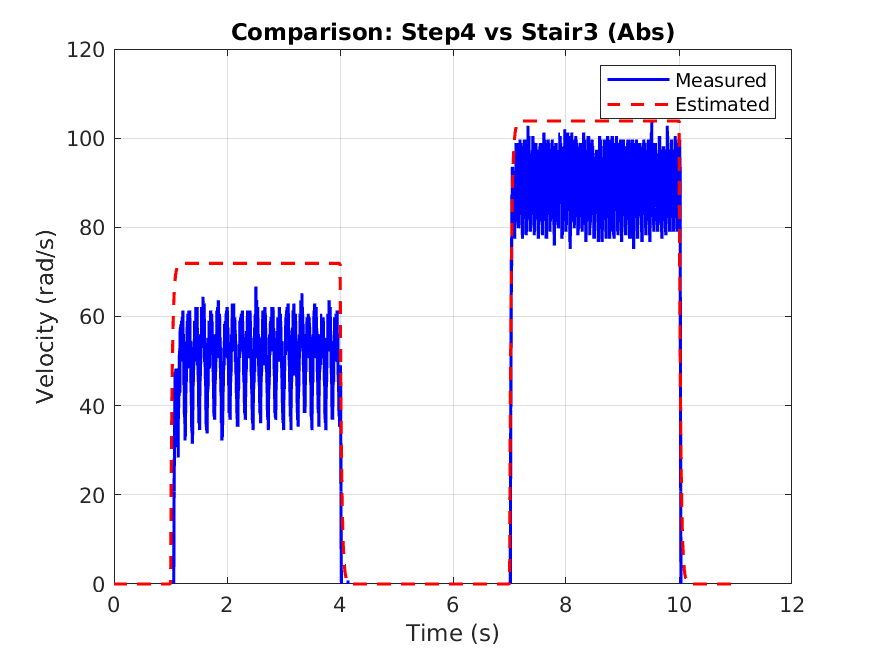 Comparison: Step4 vs Stair3 (Abs)
120
100
80
60
40
20
0
Velocity (rad/s)
Measured
Estimated
0 2 4 6 8 10 12
Time (s)